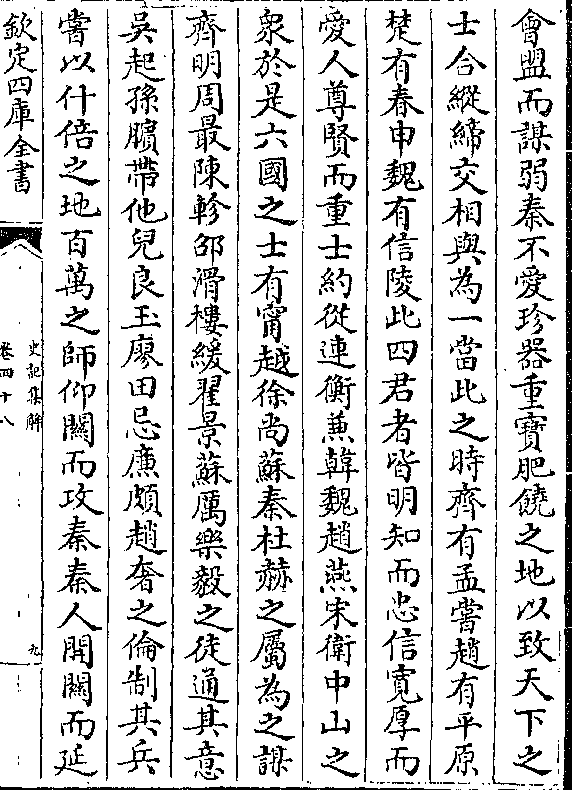 會盟而謀弱秦不愛珍器重寶肥饒之地以致天下之
士合縱締交相與為一當此之時齊有孟嘗趙有平原
楚有春申魏有信陵此四君者皆明知而忠信寛厚而
愛人尊賢而重士約從連衡兼韓魏趙燕宋衛中山之
衆於是六國之士有甯越徐尚蘇秦杜赫之屬為之謀
齊明周最陳軫邵滑樓緩翟景蘇厲樂毅之徒通其意
吳起孫臏帶他兒良王廖田忌廉頗趙奢之倫制其兵
嘗以什倍之地百萬之師仰關而攻秦秦人開關而延
欽定四庫全書
史記集解
卷四十八
九